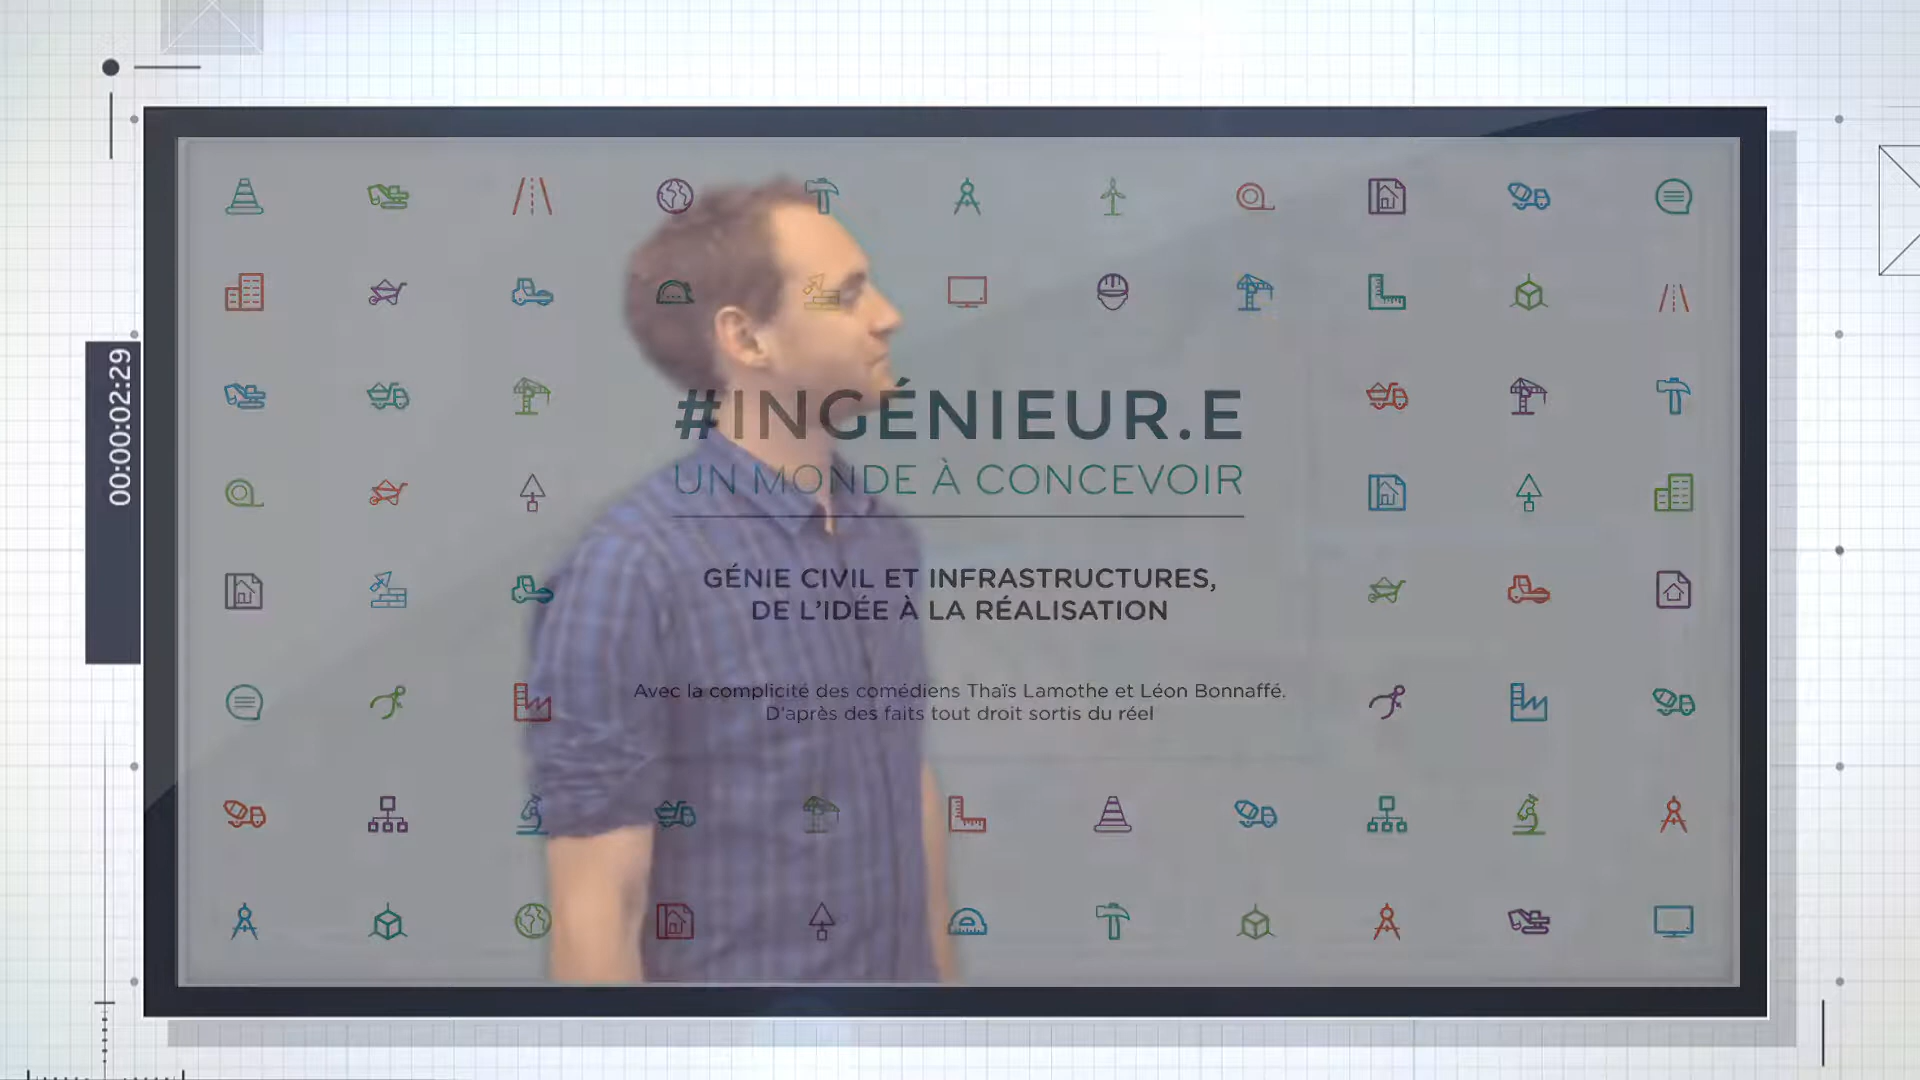 00:00:02:29
#INGÉNIEUR.E
UN MONDE À CONCEVOIR
GÉNIE CIVIL ET INFRASTRUCTURES,
DE L'IDÉE À LA RÉALISATION
Avec la complicité des comédiens Thaïs Lamothe et Léon Bonnaffé.
D'après des faits tout droit sortis du réel